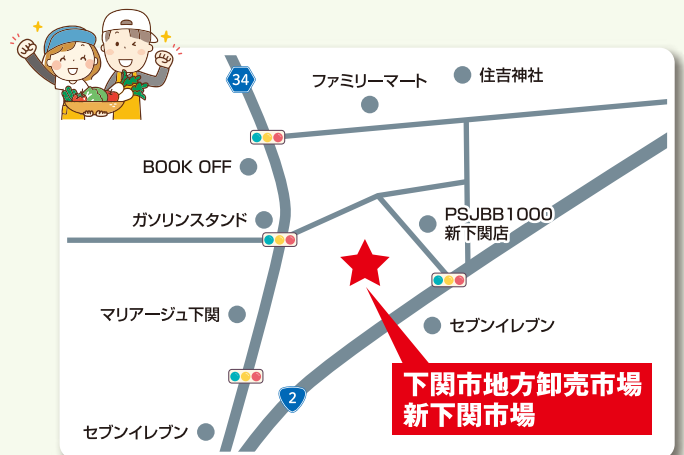 34
ファミリーマート
住吉神社
BOOK OFF
ガソリンスタンド
PSJBB1000
新下関店
マリアージュ下関
セブンイレブン
下関市地方卸売市場
新下関市場
2
セブンイレブン